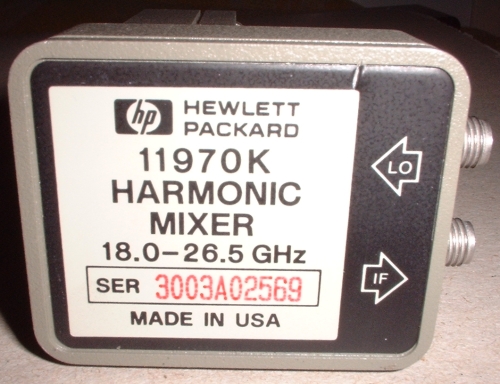 hp HEWLETT
PACKARD
11970K
HARMONIC
MIXER
18.0-26.5 GHz
SER 3003A02569
MADE IN USA
LO
IF